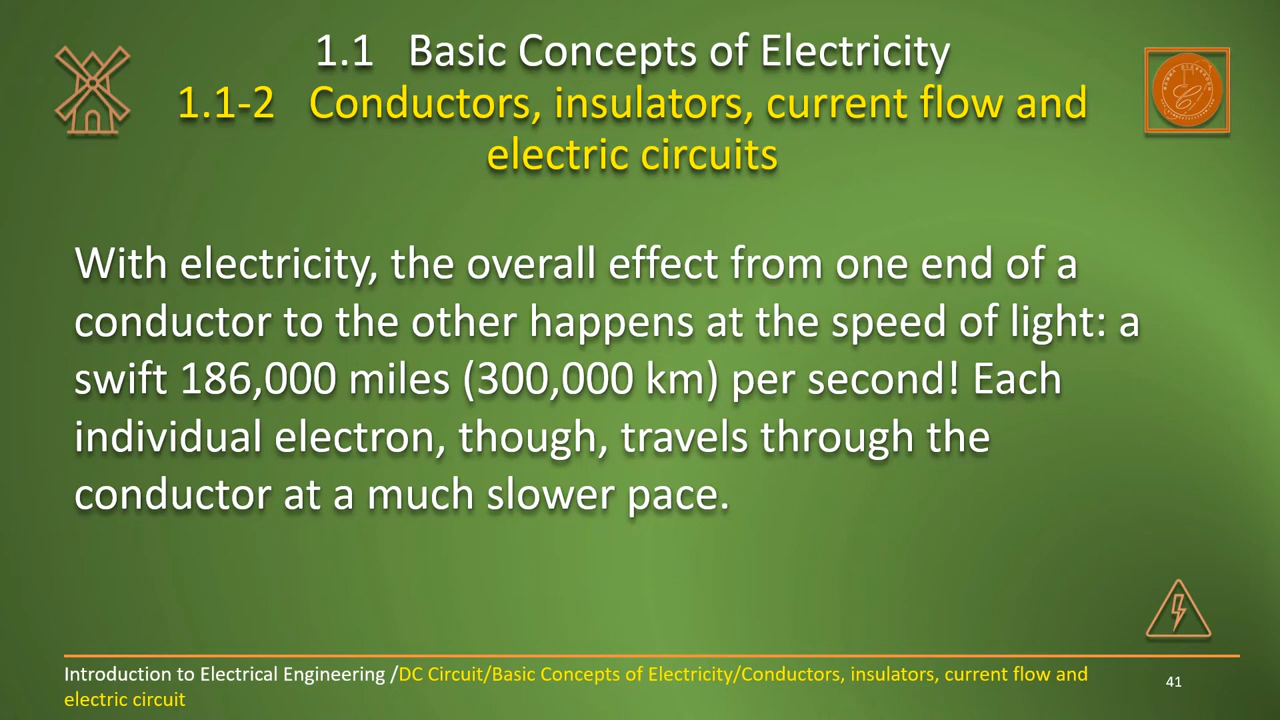 1.1 Basic Concepts of Electricity
1.1-2 Conductors, insulators, current flow and
electric circuits
With electricity, the overall effect from one end of a
conductor to the other happens at the speed of light: a
swift 186,000 miles (300,000 km) per second! Each
individual electron, though, travels through the
conductor at a much slower pace.
Introduction to Electrical Engineering /DC Circuit/Basic Concepts of Electricity/Conductors, insulators, current flow and
electric circuit
41